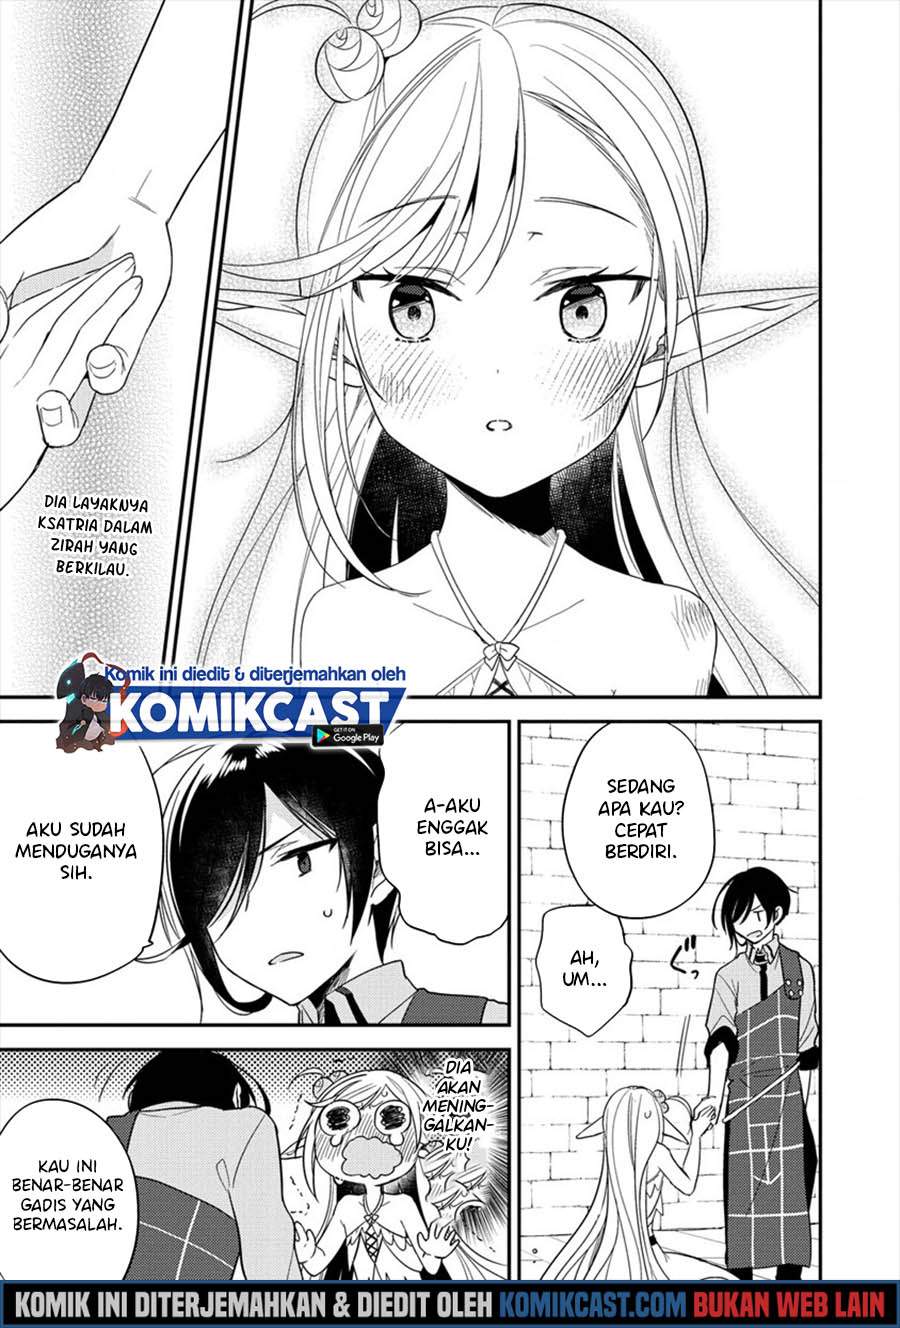 DIA LAYAKNYA
KSATRIA DALAM
ZIRAH YANG
BERKILAU.
Komik ini diedit & diterjemahkan oleh
KOMIKCAST
GET IT ON
Google Play
SEDANG
APA KAU?
CEPAT
BERDIRI.
AH,
UM...
ぐっ
A-AKU
ENGGAK
BISA...
AKU SUDAH
MENDUGANYA
SIH.
DIA
AKAN
MENING-
GALKAN-
KU!
KAU INI
BENAR-BENAR
GADIS YANG
BERMASALAH.
KOMIK INI DITERJEMAHKAN & DIEDIT OLEH KOMIKCAST.COM BUKAN WEB LAIN